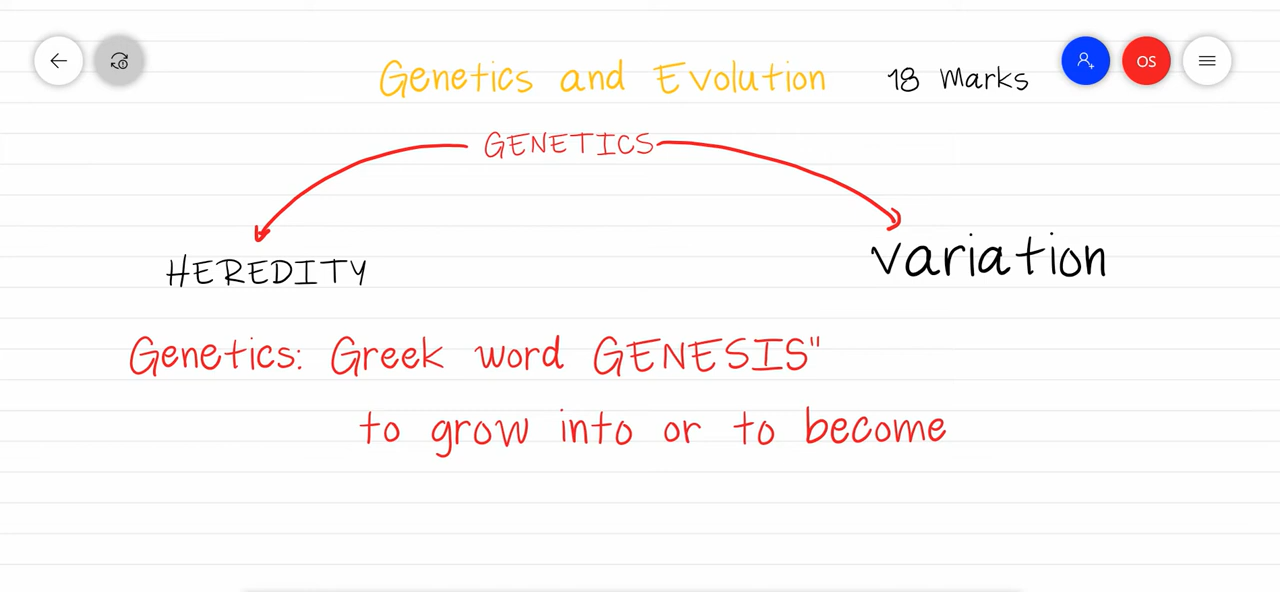 Genetics and Evolution 18 Marks
OS
GENETICS
HEREDITY variation
Genetics: Greek word GENESIS"
to grow into or to become